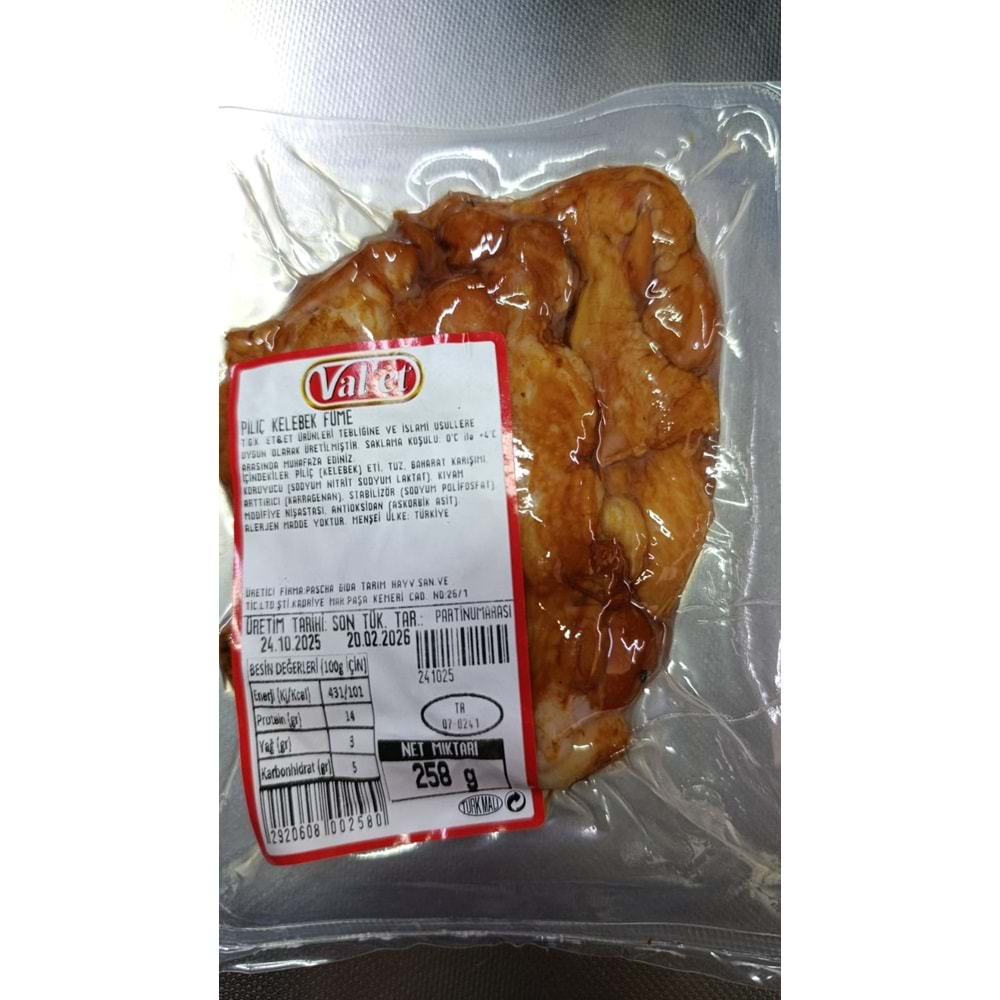 Valet
PİLİÇ KELEBEK FÜME
T.G.K. ET&ET ÜRÜNLERİ TEBLİĞİNE VE İSLAMİ USULLERE
UYGUN OLARAK ÜRETİLMİŞTİR. SAKLAMA KOŞULU: 0°C ile +4°C
ARASINDA MUHAFAZA EDİNİZ.
İÇİNDEKİLER: PİLİÇ (KELEBEK) ETİ, TUZ, BAHARAT KARIŞIMI,
KORUYUCU (SODYUM NİTRİT SODYUM LAKTAT), KIVAM
ARTTIRICI (KARRAGENAN), STABİLİZÖR (SODYUM POLİFOSFAT)
MODİFİYE NİŞASTASI, ANTİOKSİDAN (ASKORBİK ASİT).
ALERJEN MADDE YOKTUR. MENŞEİ ÜLKE: TÜRKİYE
ÜRETİCİ FİRMA:PASCHA GIDA TARIM HAYV.SAN.VE
TİC.LTD.ŞTİ.KADRİYE MAH.PAŞA KEMERİ CAD. NO:26/1
ÜRETİM TARİHİ: SON TÜK. TAR.: PARTİNUMARASI
24.10.2025 20.02.2026
241025
BESİN DEĞERLERİ (100g İÇİN)
Enerji (Kj/Kcal) 431/101
Protein (gr) 14
Yağ (gr) 3
Karbonhidrat (gr) 5
TR
07-0241
NET MİKTARI
258 g
TÜRK MALI
2920608 002580